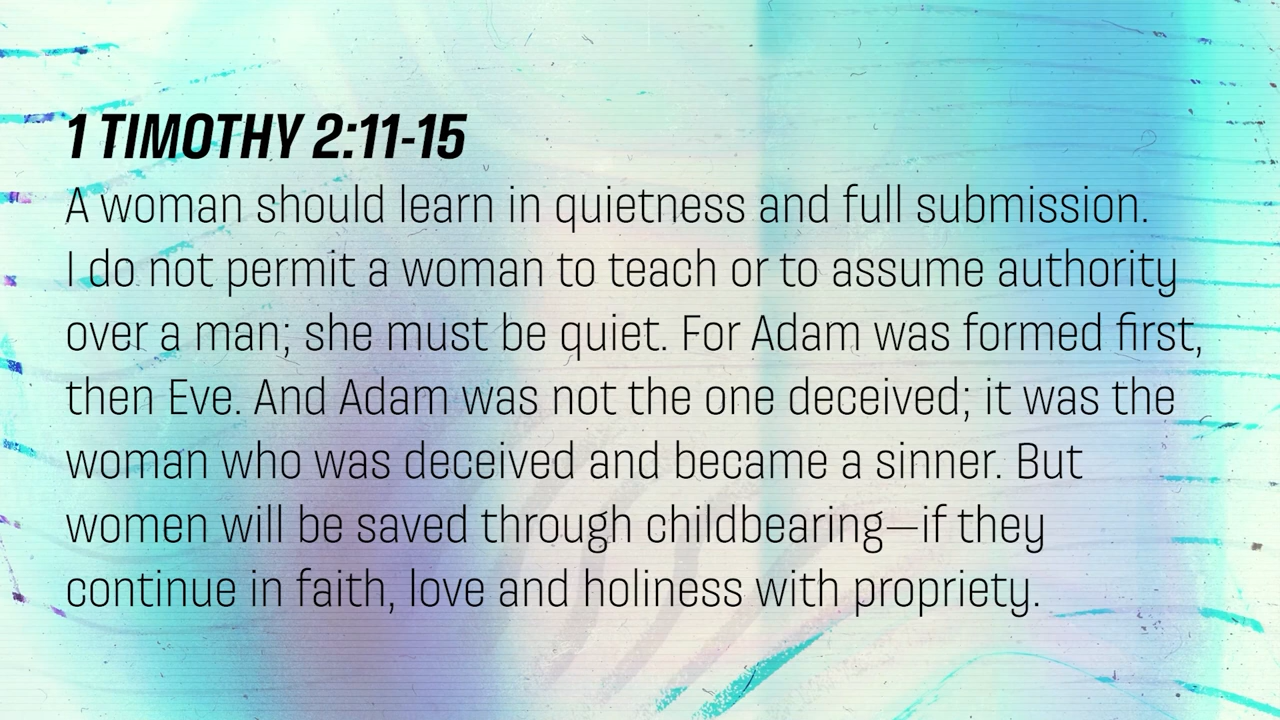 1 TIMOTHY 2:11-15
A woman should learn in quietness and full submission.
I do not permit a woman to teach or to assume authority
over a man; she must be quiet. For Adam was formed first,
then Eve. And Adam was not the one deceived; it was the
woman who was deceived and became a sinner. But
women will be saved through childbearing—if they
continue in faith, love and holiness with propriety.